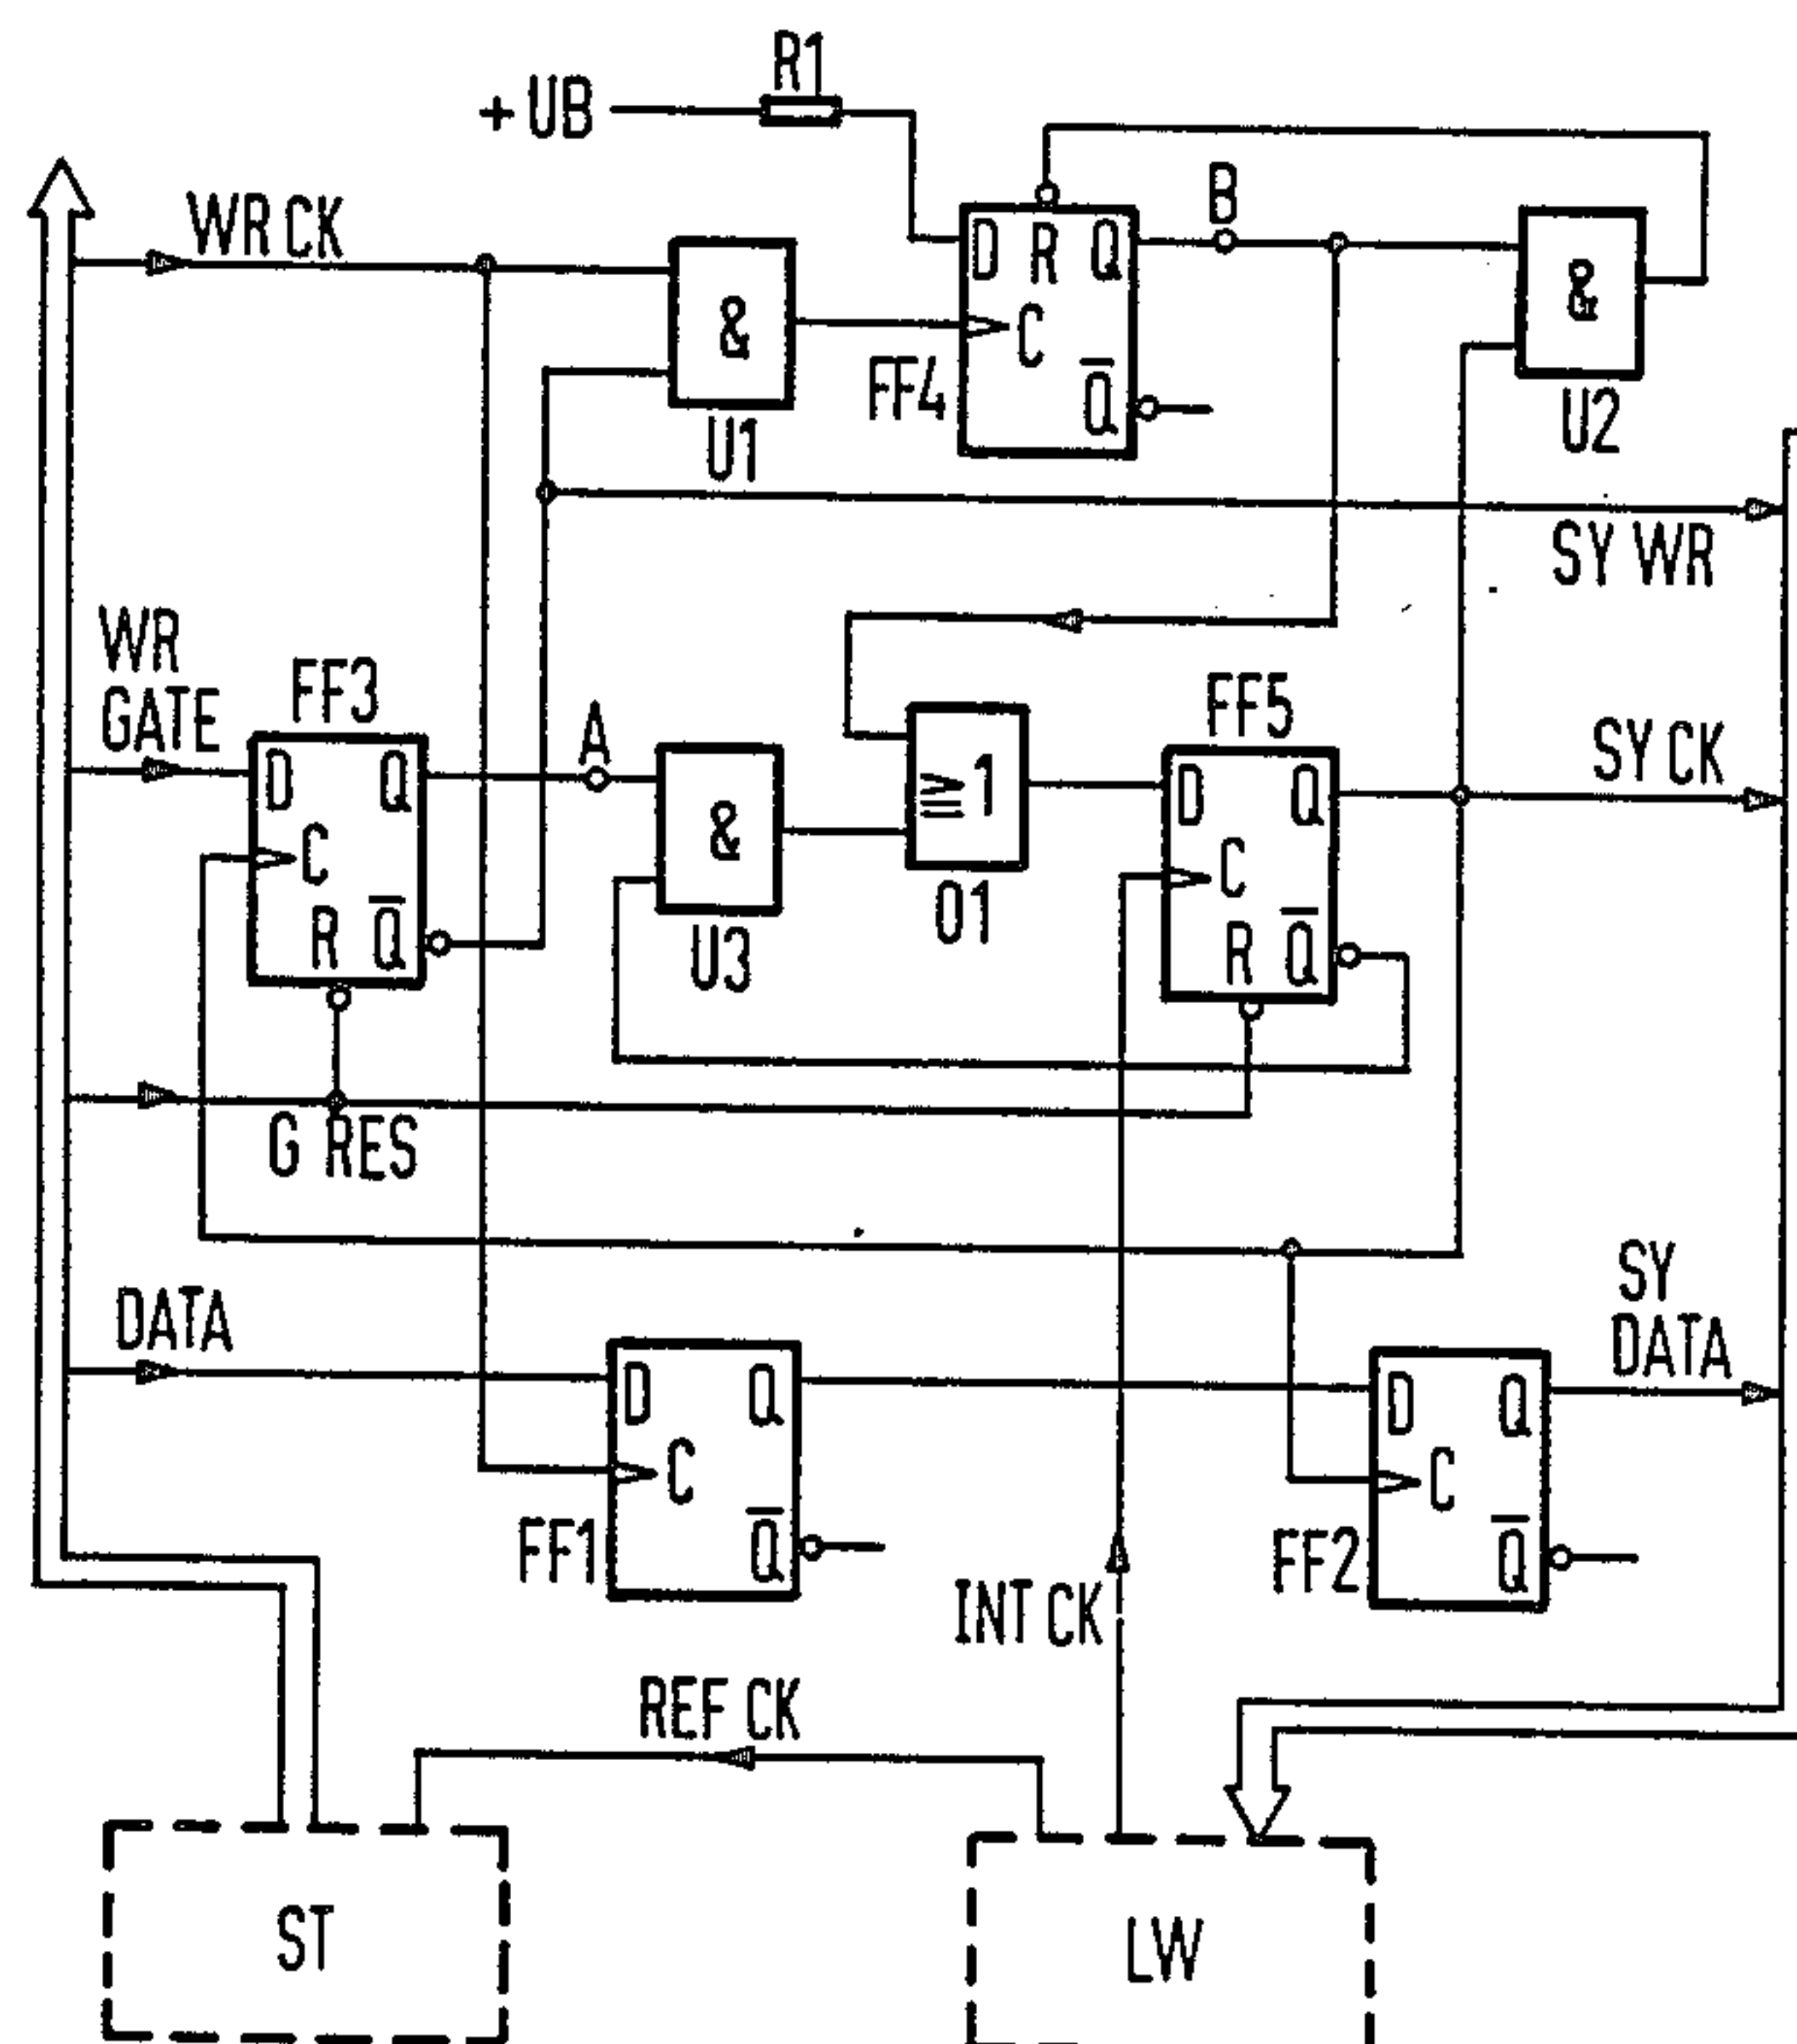 R1
+ UB
B
WR CK
D R Q
&
&
C
FF4
Q̅
U1
U2
SY WR
WR
GATE
FF3
FF5
A
SY CK
D Q
&
≥1
D Q
C
C
R Q̅
U3
O1
R Q̅
G RES
SY
DATA
DATA
D Q
D Q
C
C
FF1
Q̅
FF2
Q̅
INT CK
REF CK
ST
LW